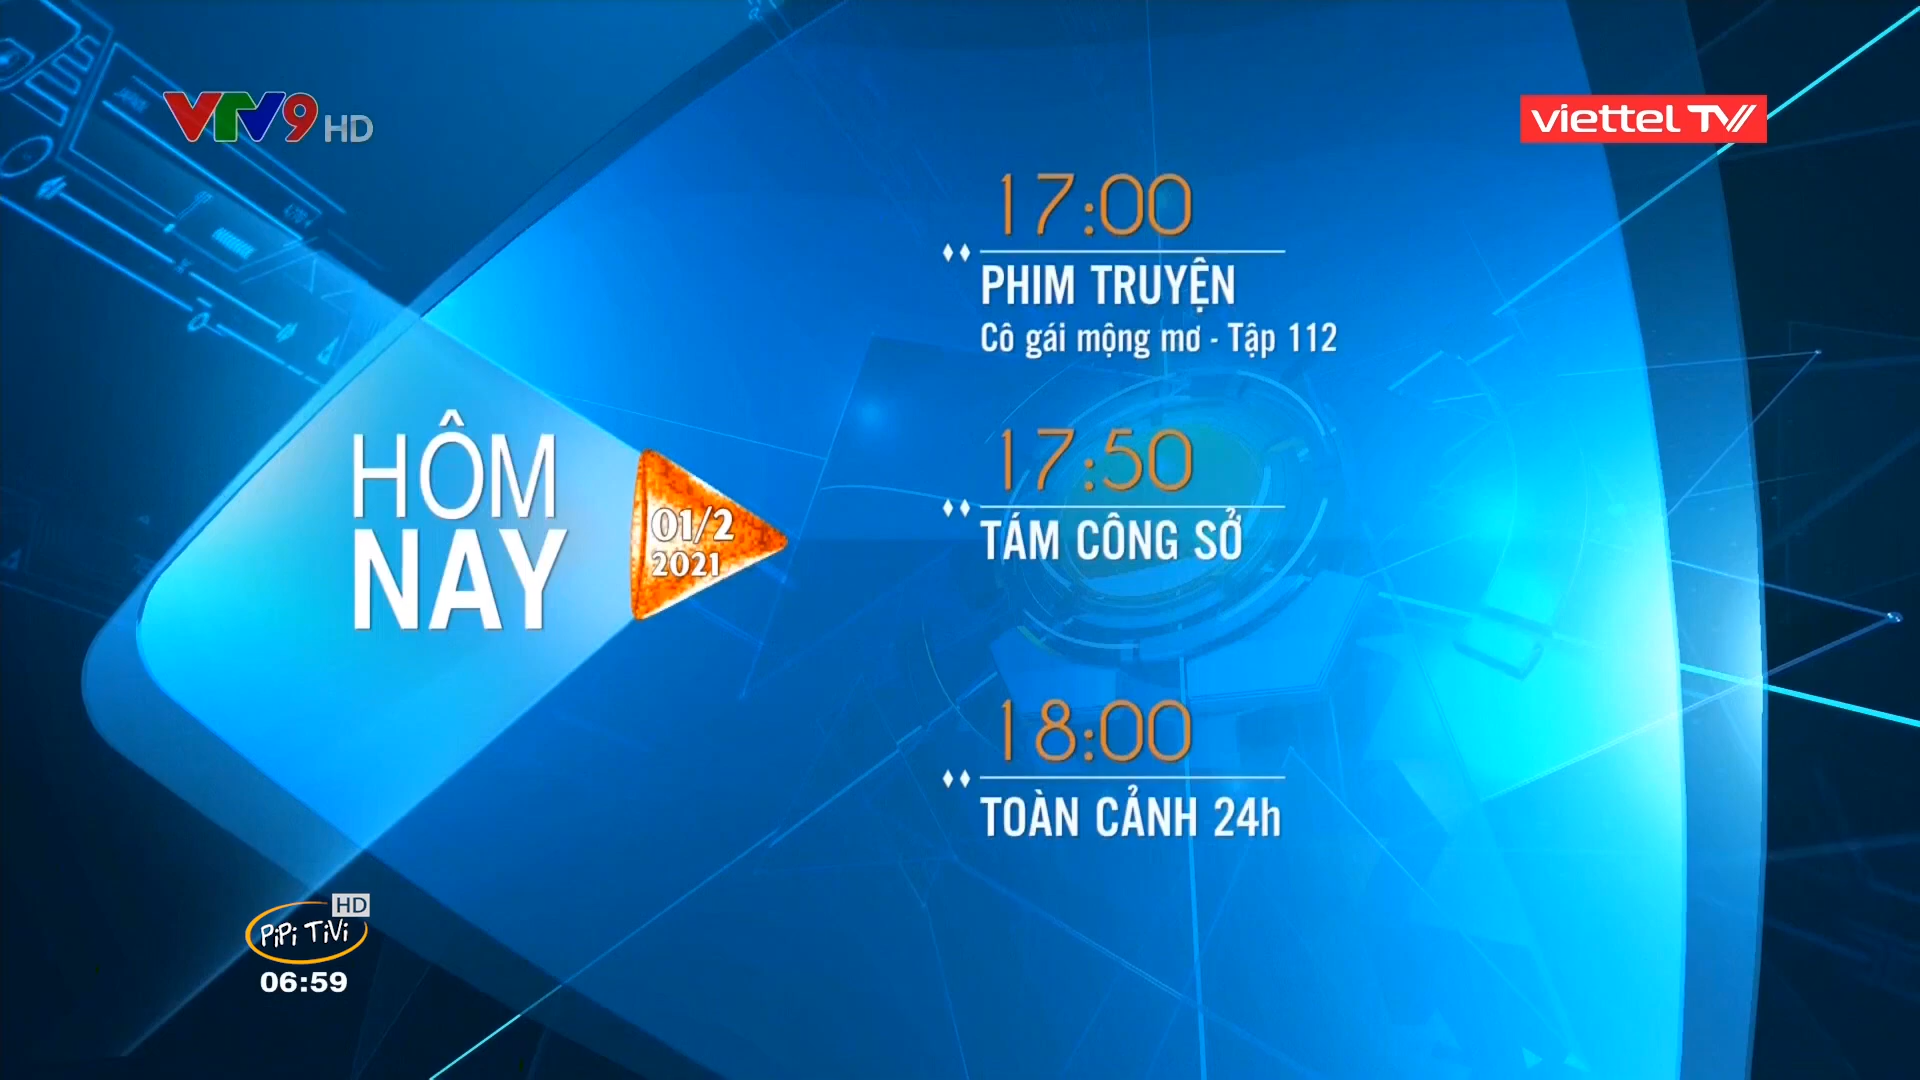 VTV9 HD
viettel TV
17:00
PHIM TRUYỆN
Cô gái mộng mơ - Tập 112
HÔM
NAY
01/2
2021
17:50
TÁM CÔNG SỞ
18:00
TOÀN CẢNH 24h
HD
PiPi TiVi
06:59